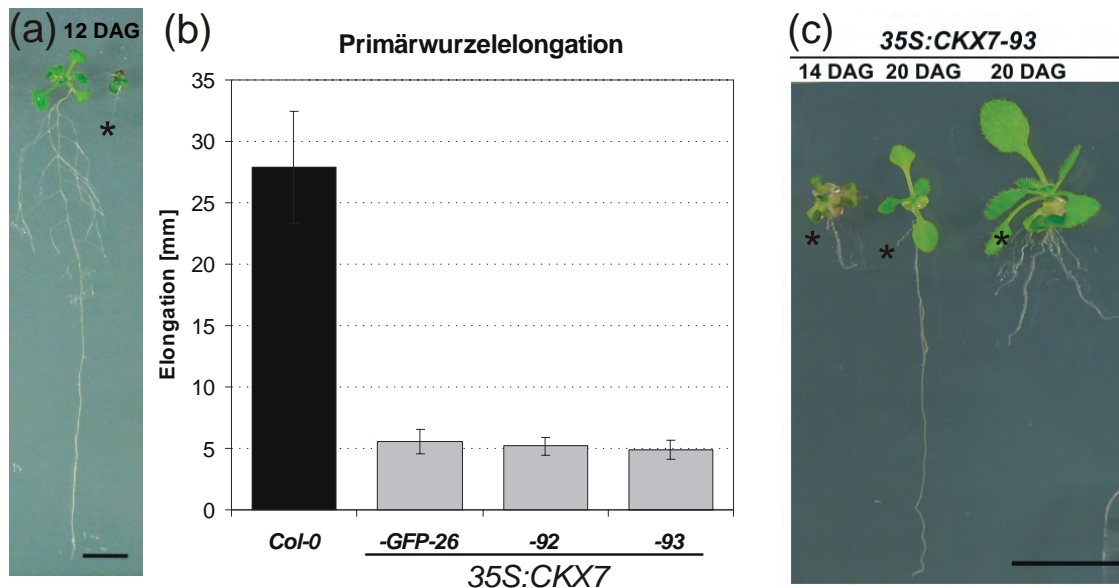 (a) 12 DAG
*
(b)
Primärwurzelelongation
Elongation [mm]
35
30
25
20
15
10
5
0
Col-0 -GFP-26 -92 -93
35S:CKX7
(c)
35S:CKX7-93
14 DAG 20 DAG 20 DAG
* * *